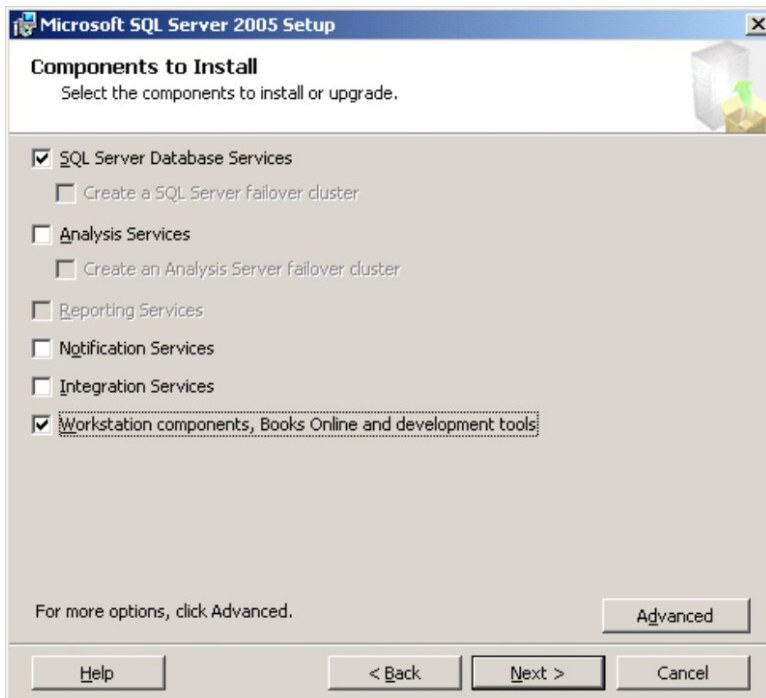 Microsoft SQL Server 2005 Setup
Components to Install
Select the components to install or upgrade.
SQL Server Database Services
Create a SQL Server failover cluster
Analysis Services
Create an Analysis Server failover cluster
Reporting Services
Notification Services
Integration Services
Workstation components, Books Online and development tools
For more options, click Advanced.
Advanced
Help
< Back
Next >
Cancel